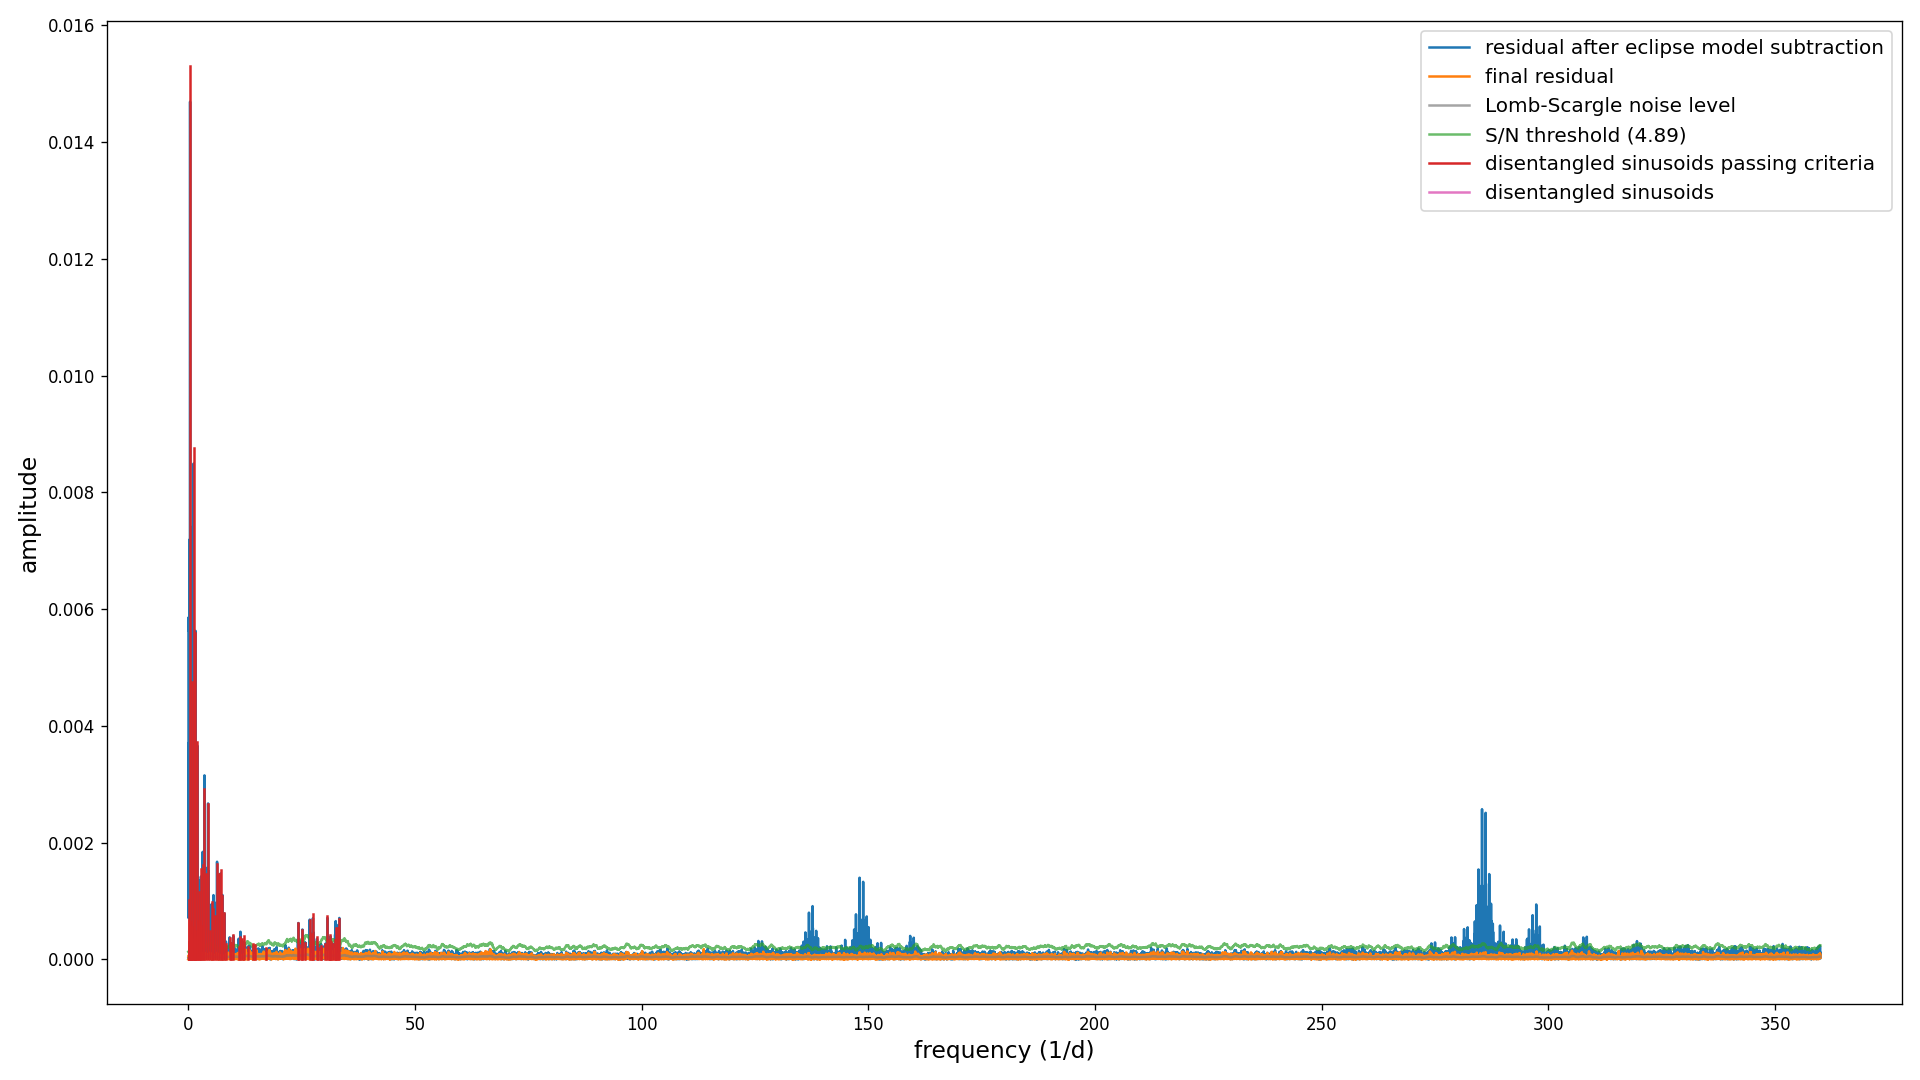 0.016
0.014
0.012
0.010
0.008
0.006
0.004
0.002
0.000
amplitude
residual after eclipse model subtraction
final residual
Lomb-Scargle noise level
S/N threshold (4.89)
disentangled sinusoids passing criteria
disentangled sinusoids
0 50 100 150 200 250 300 350
frequency (1/d)